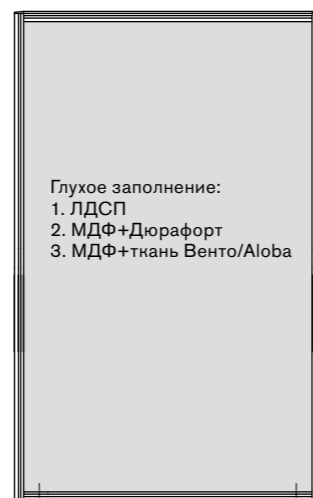 Глухое заполнение:
1. ЛДСП
2. МДФ+Дюрафорт
3. МДФ+ткань Венто/Aloba